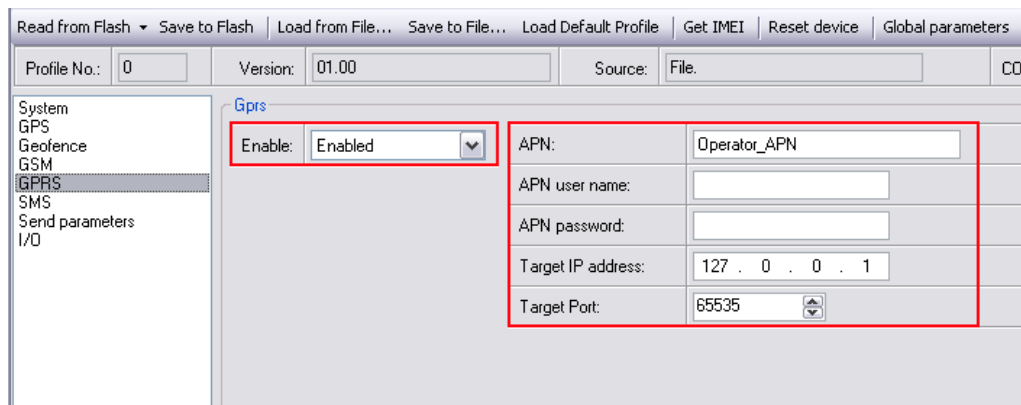 Read from Flash Save to Flash Load from File... Save to File... Load Default Profile Get IMEI Reset device Global parameters
Profile No.: 0 Version: 01.00 Source: File. CO
System
GPS
Geofence
GSM
GPRS
SMS
Send parameters
I/O
Gprs
Enable: Enabled
APN: Operator_APN
APN user name:
APN password:
Target IP address: 127 . 0 . 0 . 1
Target Port: 65535